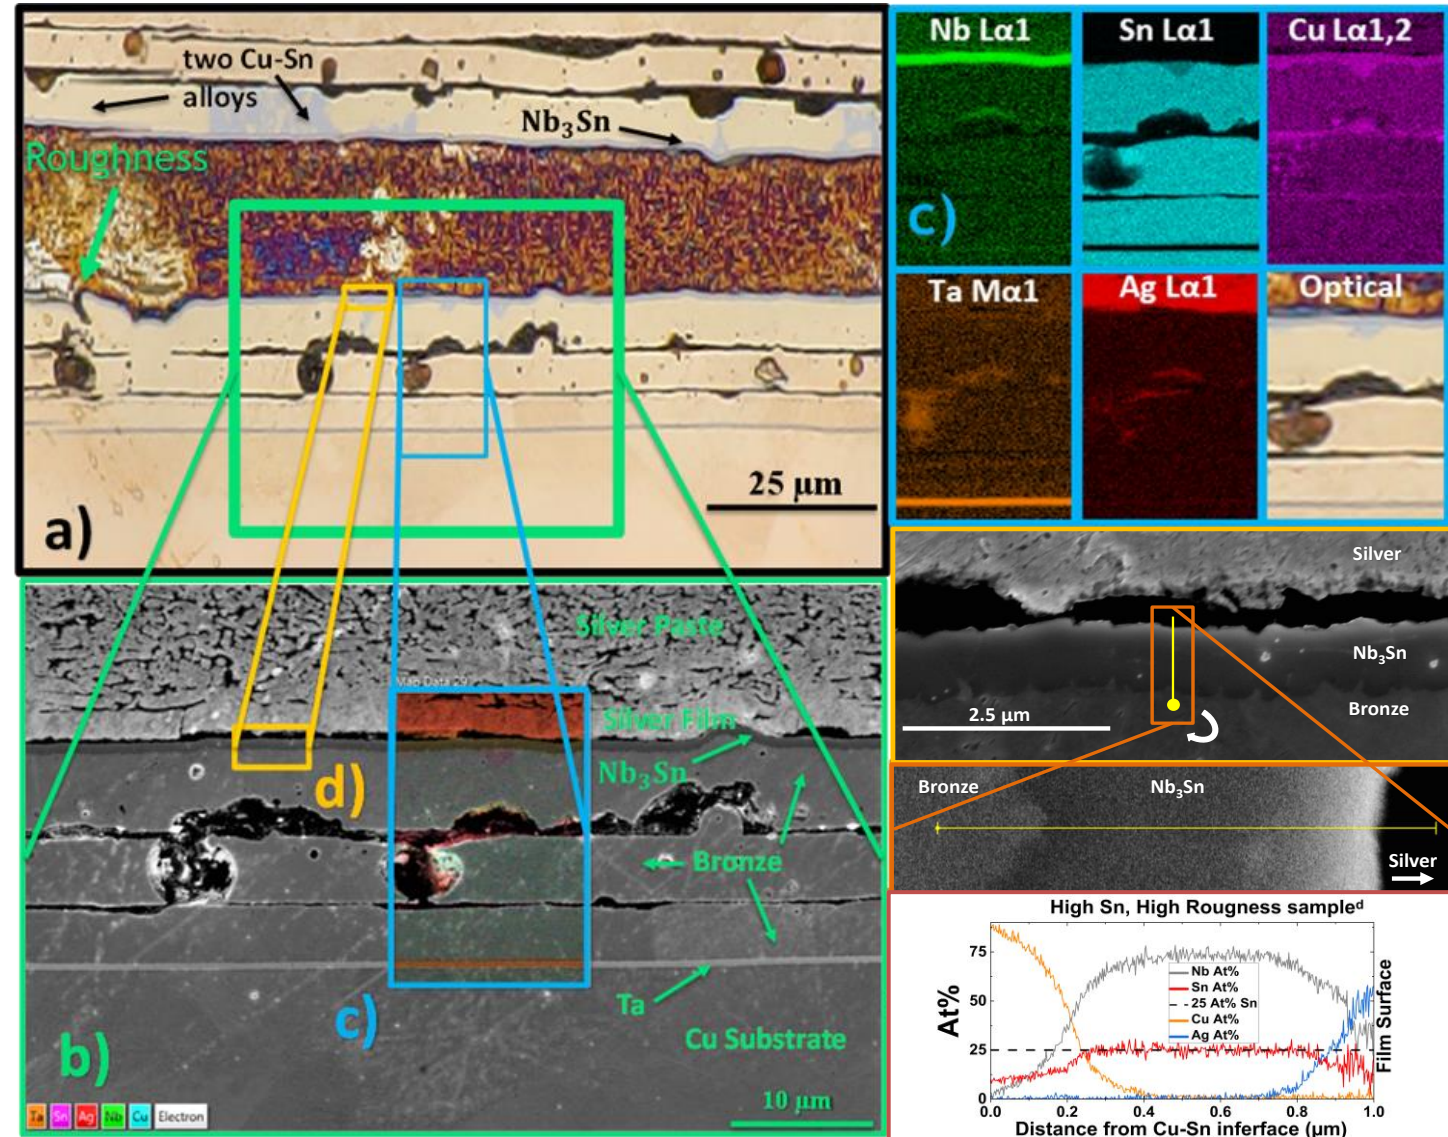 two Cu-Sn
alloys
Nb₃Sn
Roughness
25 μm
a)
Nb Lα1
Sn Lα1
Cu Lα1,2
c)
Ta Mα1
Ag Lα1
Optical
Silver Paste
Map Data 29
Silver Film
Nb₃Sn
d)
Bronze
Ta
c)
Cu Substrate
b)
10 μm
Ta Sn Ag Nb Cu Electron
Silver
Nb₃Sn
Bronze
2.5 μm
Bronze
Nb₃Sn
Silver
High Sn, High Rougness sampleᵈ
At%
75
50
25
0
Nb At%
Sn At%
25 At% Sn
Cu At%
Ag At%
Film Surface
0.0 0.2 0.4 0.6 0.8 1.0
Distance from Cu-Sn inferface (μm)